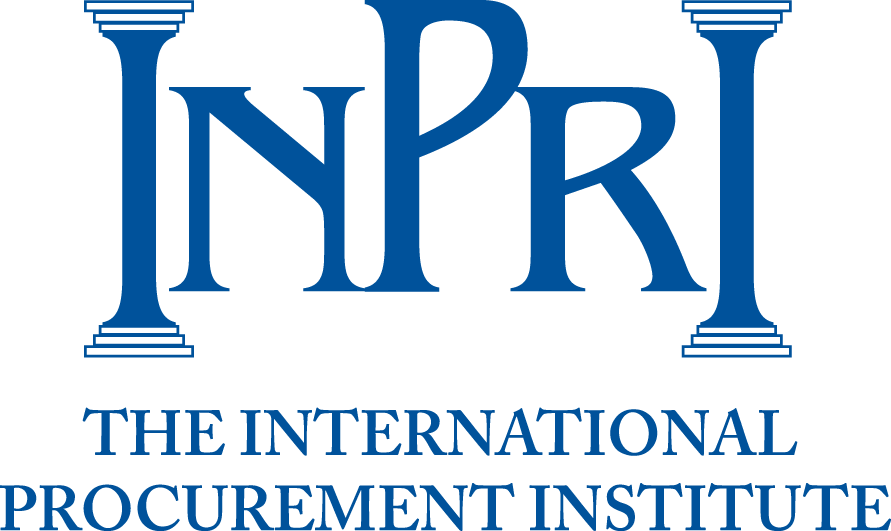 INPRI
THE INTERNATIONAL
PROCUREMENT INSTITUTE